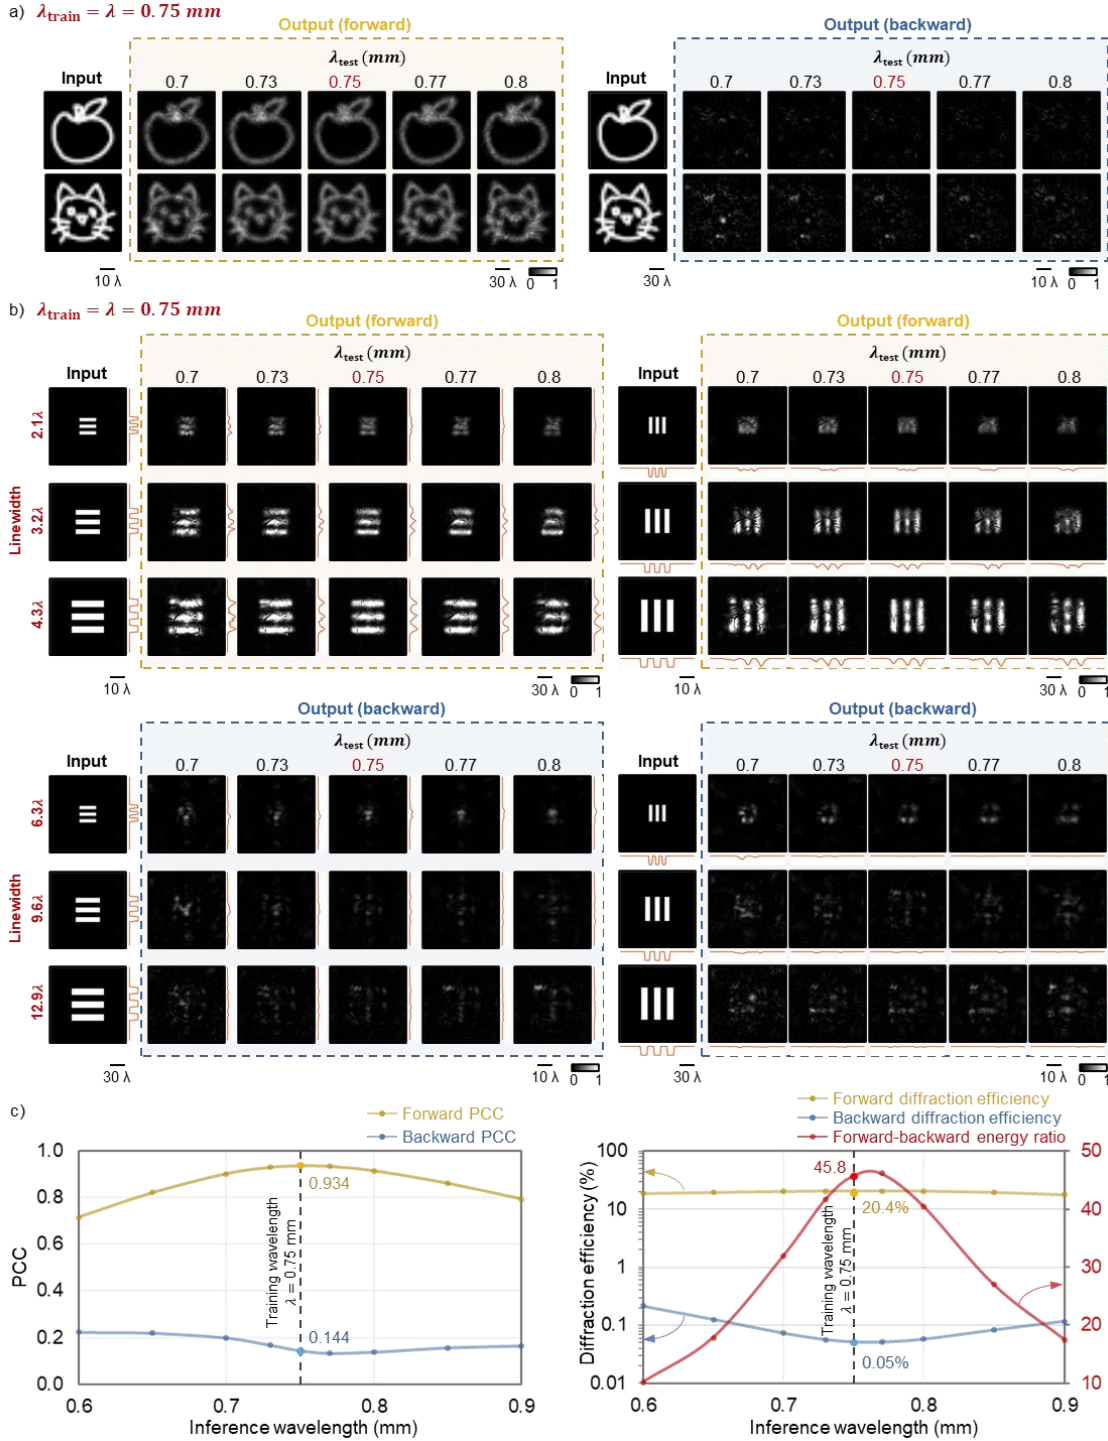 a) λtrain = λ = 0.75 mm
Output (forward)
Output (backward)
λtest (mm)
λtest (mm)
Input 0.7 0.73 0.75 0.77 0.8
Input 0.7 0.73 0.75 0.77 0.8
10 λ 30 λ 0 1
30 λ 10 λ 0 1
b) λtrain = λ = 0.75 mm
Output (forward)
Output (forward)
λtest (mm)
λtest (mm)
Input 0.7 0.73 0.75 0.77 0.8
Input 0.7 0.73 0.75 0.77 0.8
Linewidth
2.1λ
3.2λ
4.3λ
10 λ 30 λ 0 1
10 λ 30 λ 0 1
Output (backward)
Output (backward)
λtest (mm)
λtest (mm)
Input 0.7 0.73 0.75 0.77 0.8
Input 0.7 0.73 0.75 0.77 0.8
Linewidth
6.3λ
9.6λ
12.9λ
30 λ 10 λ 0 1
30 λ 10 λ 0 1
c)
Forward PCC
Backward PCC
1.0
0.8
0.6
0.4
0.2
0.0
PCC
0.934
0.144
Training wavelength
λ = 0.75 mm
0.6 0.7 0.8 0.9
Inference wavelength (mm)
Forward diffraction efficiency
Backward diffraction efficiency
Forward-backward energy ratio
100
10
1
0.1
0.01
Diffraction efficiency (%)
45.8
20.4%
0.05%
Training wavelength
λ = 0.75 mm
50
40
30
20
10
0.6 0.7 0.8 0.9
Inference wavelength (mm)